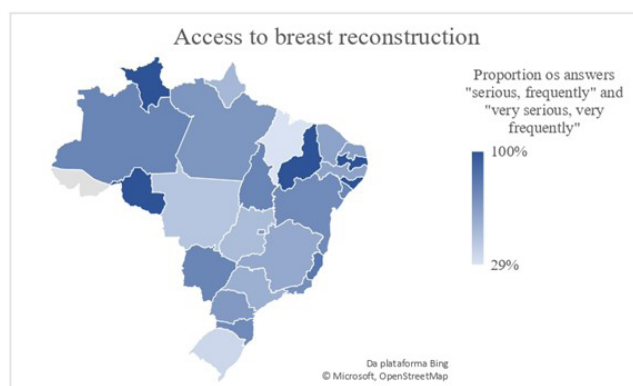 Access to breast reconstruction
Proportion os answers
"serious, frequently" and
"very serious, very
frequently"
100%
29%
Da plataforma Bing
© Microsoft, OpenStreetMap